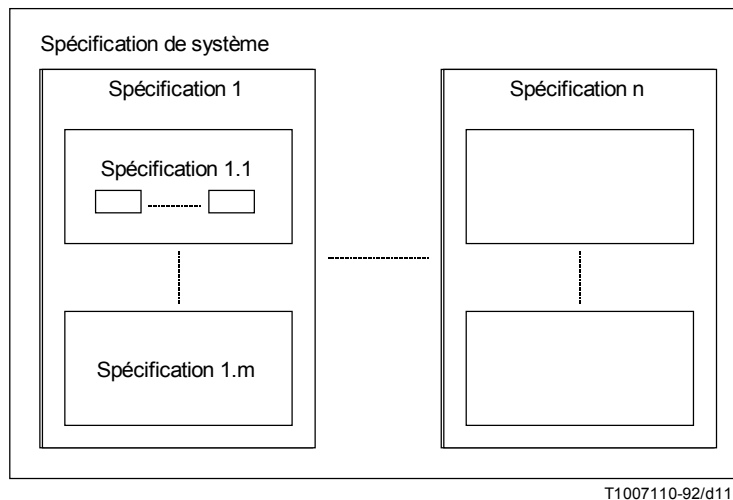 Spécification de système
Spécification 1
Spécification n
Spécification 1.1
Spécification 1.m
T1007110-92/d11